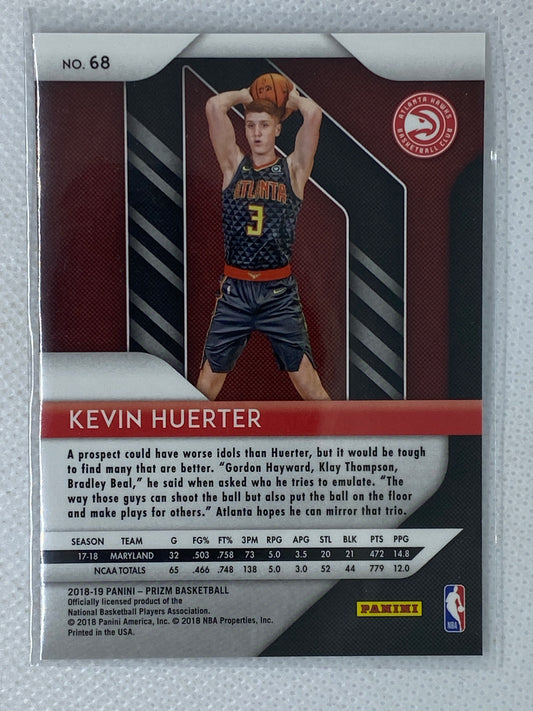 NO. 68
ATLANTA HAWKS
BASKETBALL CLUB
ATLANTA
3
KEVIN HUERTER
A prospect could have worse idols than Huerter, but it would be tough
to find many that are better. “Gordon Hayward, Klay Thompson,
Bradley Beal,” he said when asked who he tries to emulate. “The
way those guys can shoot the ball but also put the ball on the floor
and make plays for others.” Atlanta hopes he can mirror that trio.
SEASON TEAM G FG% FT% 3PM RPG APG STL BLK PTS PPG
17-18 MARYLAND 32 .503 .758 73 5.0 3.5 20 21 472 14.8
NCAA TOTALS 65 .466 .748 138 5.0 3.0 52 44 779 12.0
2018-19 PANINI – PRIZM BASKETBALL
Officially licensed product of the
National Basketball Players Association.
© 2018 Panini America, Inc. © 2018 NBA Properties, Inc.
Printed in the USA.
PANINI
NBA